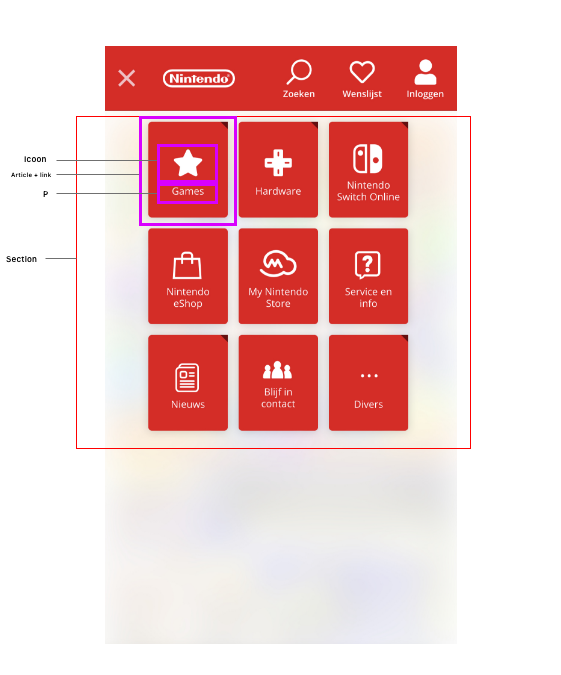 Nintendo
Zoeken
Wenslijst
Inloggen
Icoon
Article + link
P
Section
Games
Hardware
Nintendo
Switch Online
Nintendo
eShop
My Nintendo
Store
Service en
info
Nieuws
Blijf in
contact
Divers